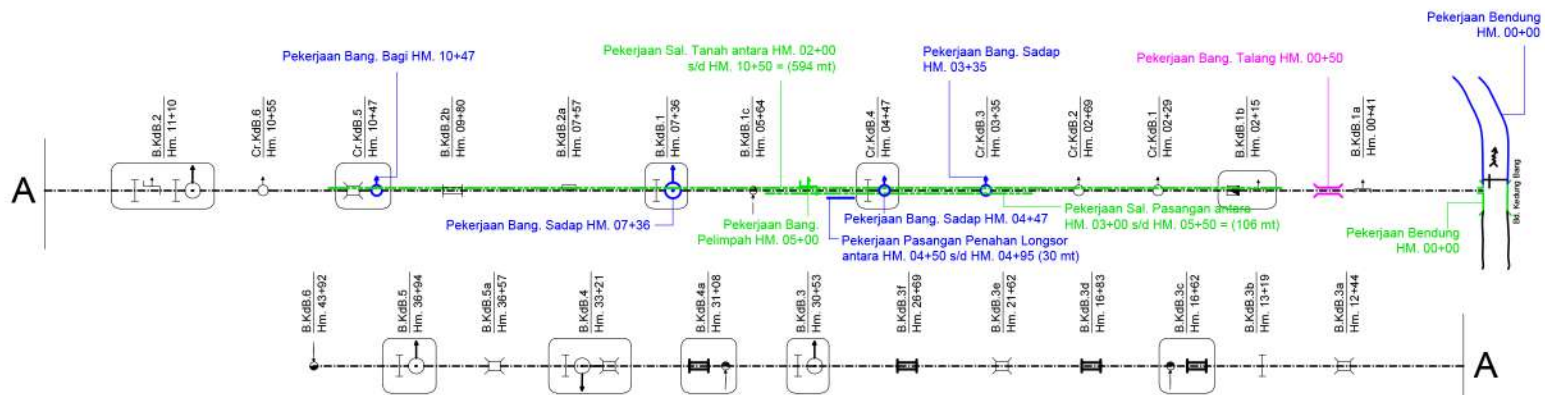 Pekerjaan Bendung
HM. 00+00
Pekerjaan Bang. Bagi HM. 10+47
Pekerjaan Sal. Tanah antara HM. 02+00
s/d HM. 10+50 = (594 mt)
Pekerjaan Bang. Sadap
HM. 03+35
Pekerjaan Bang. Talang HM. 00+50
B.KdB.2
Hm. 11+10
Cr.KdB.6
Hm. 10+55
Cr.KdB.5
Hm. 10+47
B.KdB.2b
Hm. 09+80
B.KdB.2a
Hm. 07+57
B.KdB.1
Hm. 07+36
B.KdB.1c
Hm. 05+64
Cr.KdB.4
Hm. 04+47
Cr.KdB.3
Hm. 03+35
Cr.KdB.2
Hm. 02+69
Cr.KdB.1
Hm. 02+29
B.KdB.1b
Hm. 02+15
B.KdB.1a
Hm. 00+41
A
Bd. Kedung Bang
Pekerjaan Bang. Sadap HM. 07+36
Pekerjaan Bang.
Pelimpah HM. 05+00
Pekerjaan Bang. Sadap HM. 04+47
Pekerjaan Sal. Pasangan antara
HM. 03+00 s/d HM. 05+50 = (106 mt)
Pekerjaan Pasangan Penahan Longsor
antara HM. 04+50 s/d HM. 04+95 (30 mt)
Pekerjaan Bendung
HM. 00+00
B.KdB.6
Hm. 43+92
B.KdB.5
Hm. 36+94
B.KdB.5a
Hm. 36+57
B.KdB.4
Hm. 33+21
B.KdB.4a
Hm. 31+08
B.KdB.3
Hm. 30+53
B.KdB.3f
Hm. 26+69
B.KdB.3e
Hm. 21+62
B.KdB.3d
Hm. 16+83
B.KdB.3c
Hm. 16+62
B.KdB.3b
Hm. 13+19
B.KdB.3a
Hm. 12+44
A